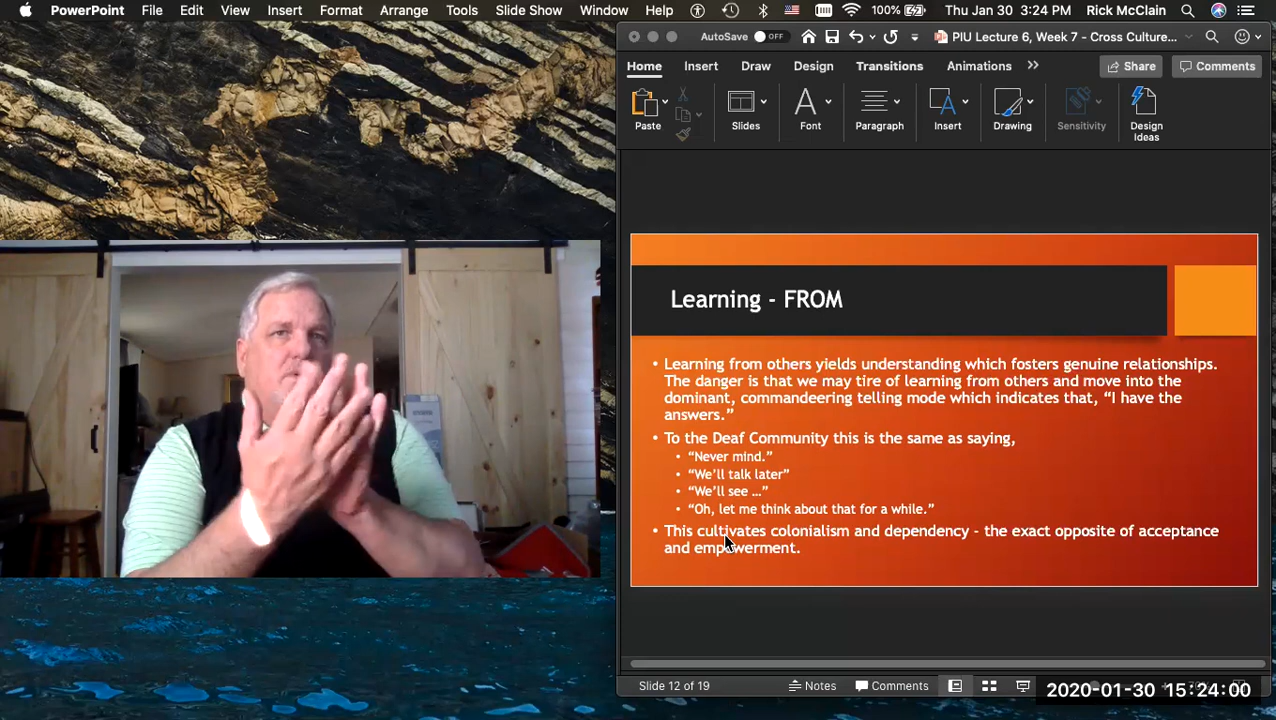 PowerPoint File Edit View Insert Format Arrange Tools Slide Show Window Help 100% Thu Jan 30 3:24 PM Rick McClain
AutoSave OFF PIU Lecture 6, Week 7 - Cross Culture...
Home Insert Draw Design Transitions Animations Share Comments
Paste Slides Font Paragraph Insert Drawing Sensitivity Design
Ideas
Learning - FROM
• Learning from others yields understanding which fosters genuine relationships.
The danger is that we may tire of learning from others and move into the
dominant, commandeering telling mode which indicates that, “I have the
answers.”
• To the Deaf Community this is the same as saying,
• “Never mind.”
• “We’ll talk later”
• “We’ll see …”
• “Oh, let me think about that for a while.”
• This cultivates colonialism and dependency - the exact opposite of acceptance
and empowerment.
Slide 12 of 19 Notes Comments
2020-01-30 15:24:00